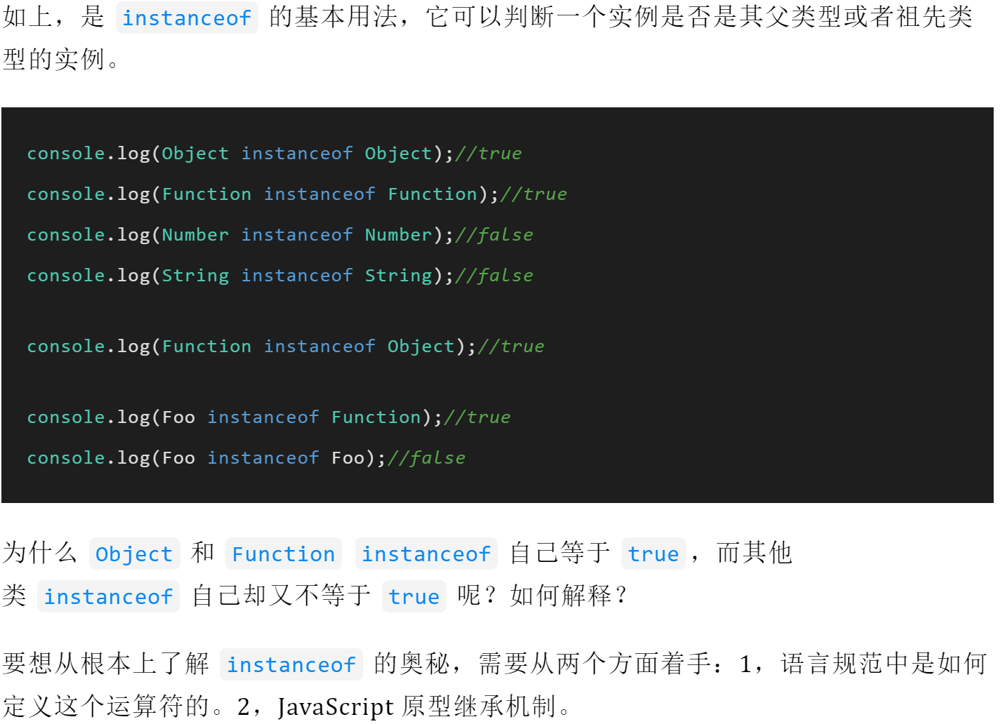 如上，是 instanceof 的基本用法，它可以判断一个实例是否是其父类型或者祖先类
型的实例。
console.log(Object instanceof Object);//true
console.log(Function instanceof Function);//true
console.log(Number instanceof Number);//false
console.log(String instanceof String);//false
console.log(Function instanceof Object);//true
console.log(Foo instanceof Function);//true
console.log(Foo instanceof Foo);//false
为什么 Object 和 Function instanceof 自己等于 true，而其他
类 instanceof 自己却又不等于 true 呢？如何解释？
要想从根本上了解 instanceof 的奥秘，需要从两个方面着手：1，语言规范中是如何
定义这个运算符的。2，JavaScript 原型继承机制。